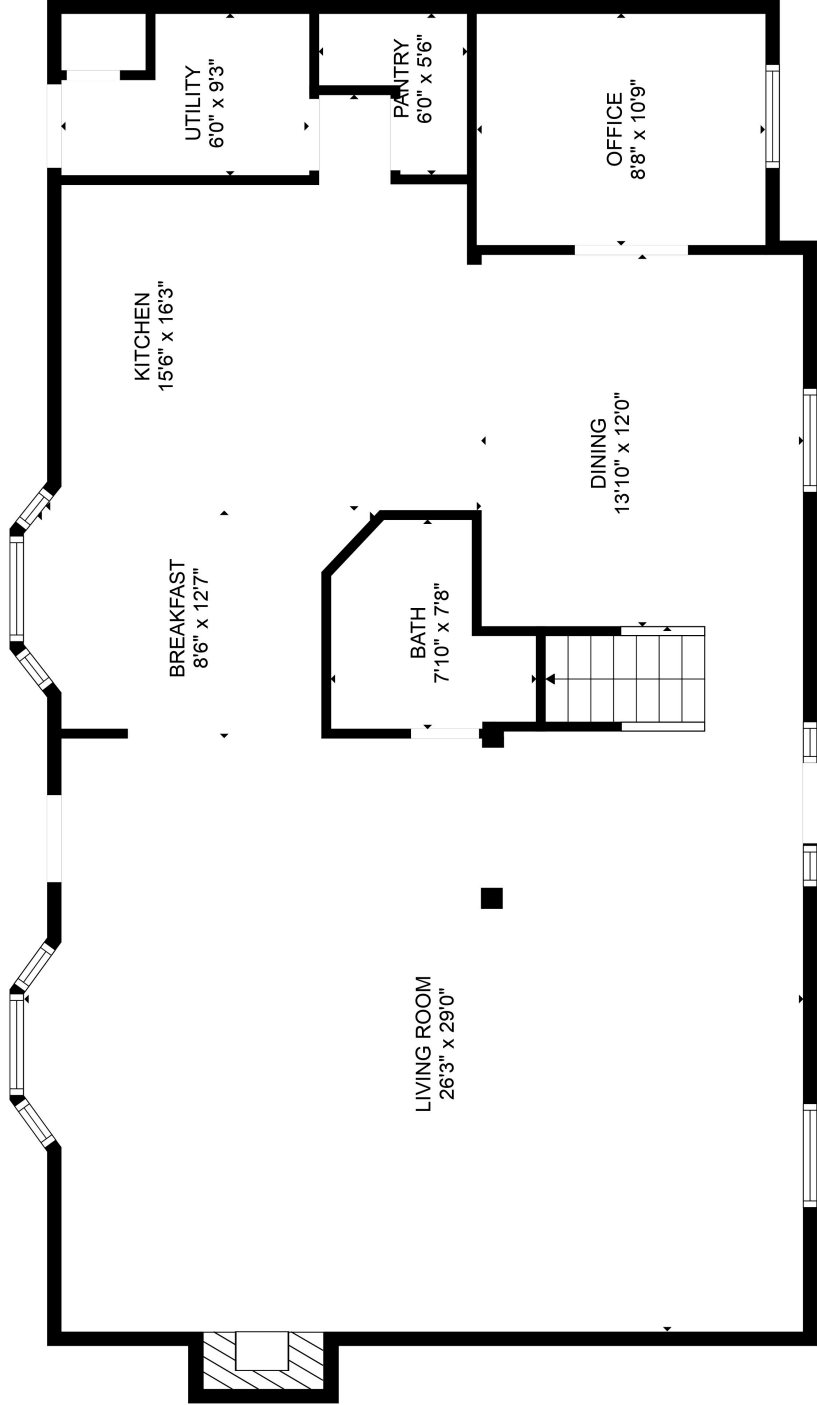 UTILITY
6'0" x 9'3"
PANTRY
6'0" x 5'6"
OFFICE
8'8" x 10'9"
KITCHEN
15'6" x 16'3"
DINING
13'10" x 12'0"
BREAKFAST
8'6" x 12'7"
BATH
7'10" x 7'8"
LIVING ROOM
26'3" x 29'0"